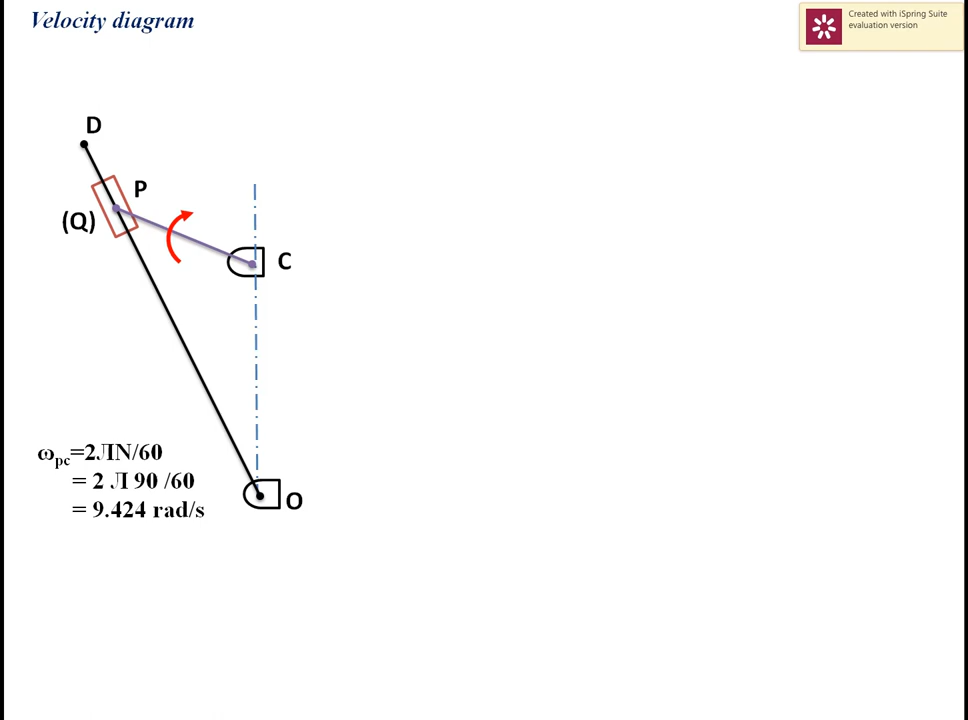 Velocity diagram
Created with iSpring Suite
evaluation version
D
P
(Q)
C
ωpc=2ЛN/60
= 2 Л 90 /60
= 9.424 rad/s
O